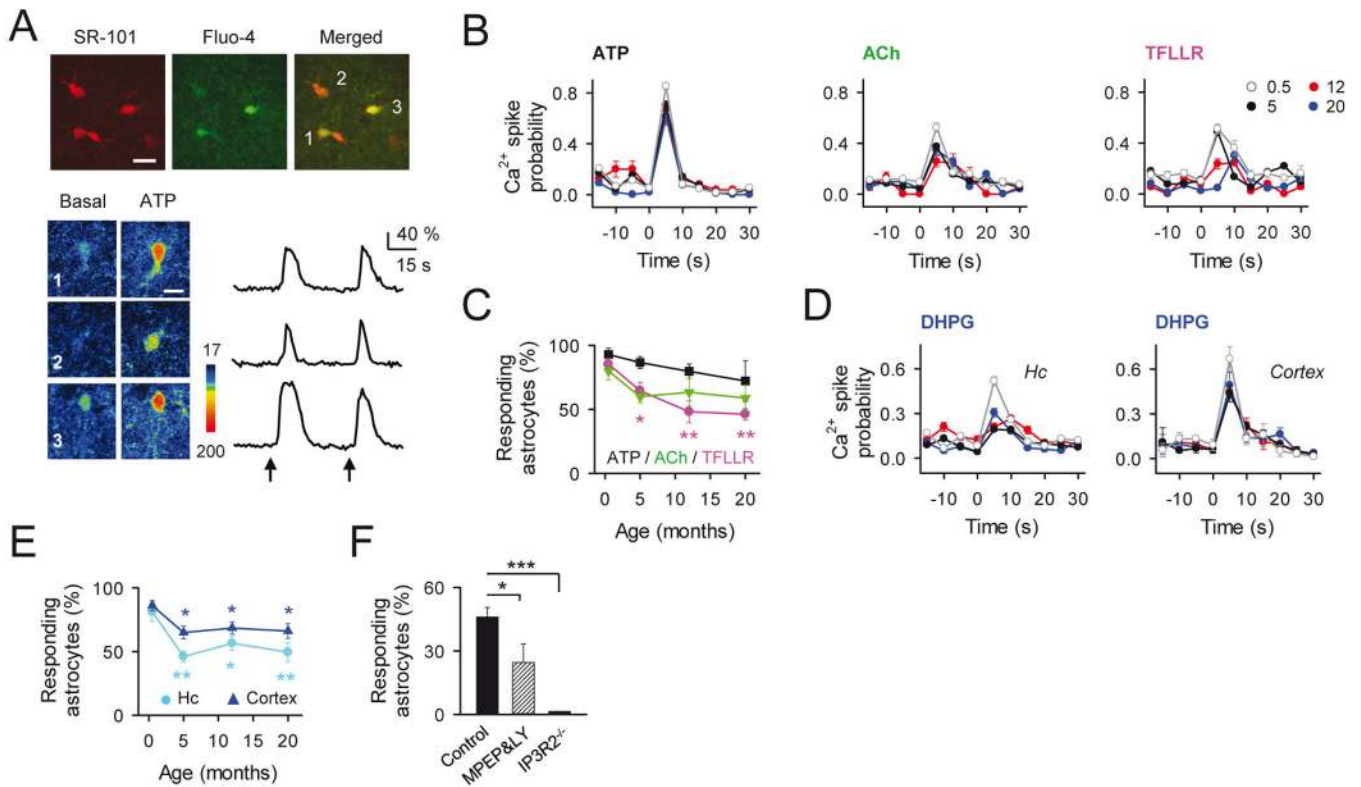 A
SR-101 Fluo-4 Merged
2
3
1
Basal ATP
1
2
3
17
200
40 %
15 s
B
ATP ACh TFLLR
0.5 12
5 20
Ca2+ spike
probability
0.8 0.8 0.8
0.4 0.4 0.4
0.0 0.0 0.0
-10 0 10 20 30 -10 0 10 20 30 -10 0 10 20 30
Time (s) Time (s) Time (s)
C
Responding
astrocytes (%)
100
50
0
* ** **
ATP / ACh / TFLLR
0 5 10 15 20
Age (months)
D
DHPG DHPG
Hc Cortex
Ca2+ spike
probability
0.6 0.6
0.3 0.3
0.0 0.0
-10 0 10 20 30 -10 0 10 20 30
Time (s) Time (s)
E
Responding
astrocytes (%)
100
50
0
* * *
** * **
Hc Cortex
0 5 10 15 20
Age (months)
F
Responding
astrocytes (%)
60
30
0
***
*
Control MPEP&LY IP3R2-/-